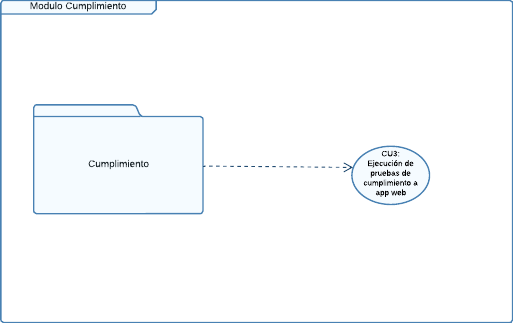 Modulo Cumplimiento
Cumplimiento
CU3:
Ejecución de
pruebas de
cumplimiento a
app web